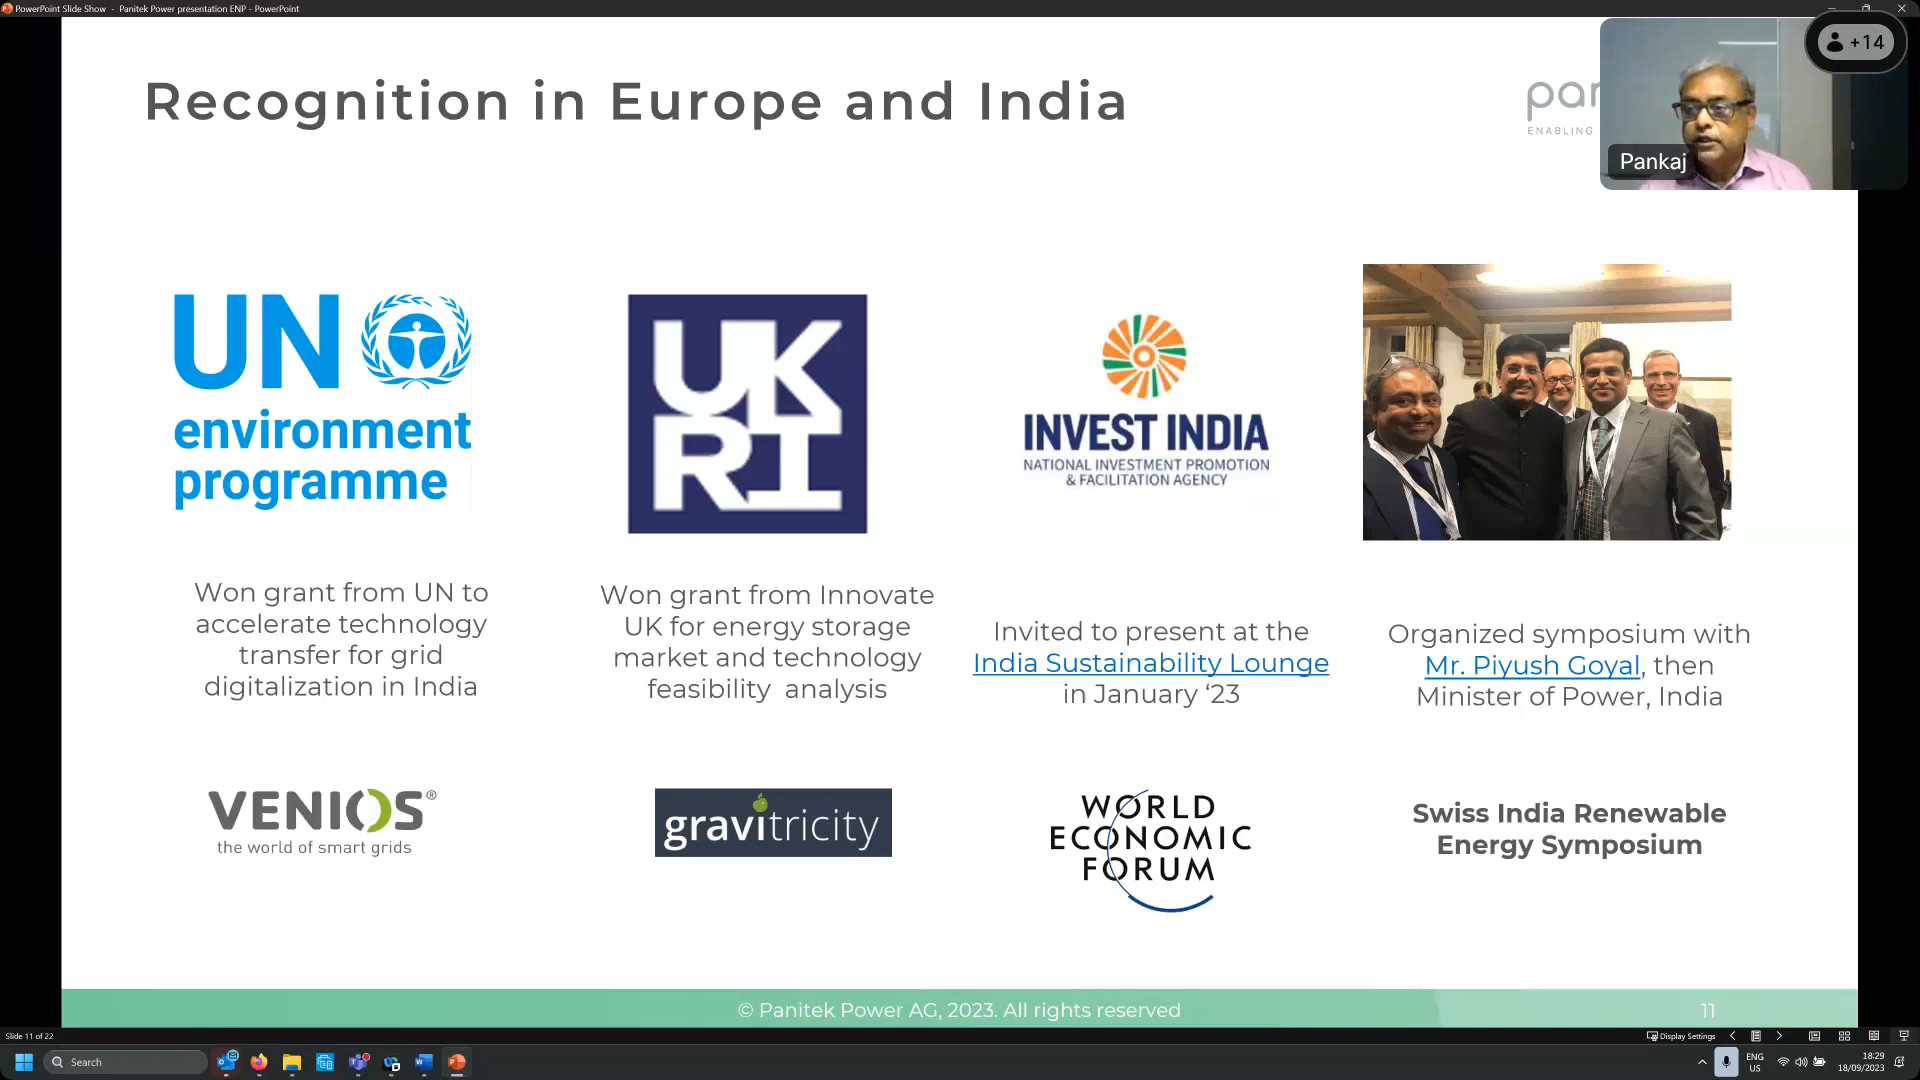 PowerPoint Slide Show - Panitek Power presentation ENP - PowerPoint
+14
Recognition in Europe and India
pan
ENABLING
Pankaj
UN
environment
programme
UK
RI
INVEST INDIA
NATIONAL INVESTMENT PROMOTION
& FACILITATION AGENCY
Won grant from UN to
accelerate technology
transfer for grid
digitalization in India
Won grant from Innovate
UK for energy storage
market and technology
feasibility analysis
Invited to present at the
India Sustainability Lounge
in January ‘23
Organized symposium with
Mr. Piyush Goyal, then
Minister of Power, India
VENIOS®
the world of smart grids
gravitricity
WORLD
ECONOMIC
FORUM
Swiss India Renewable
Energy Symposium
© Panitek Power AG, 2023. All rights reserved
11
Slide 11 of 22
Display Settings
Search
ENG
US
18:29
18/09/2023